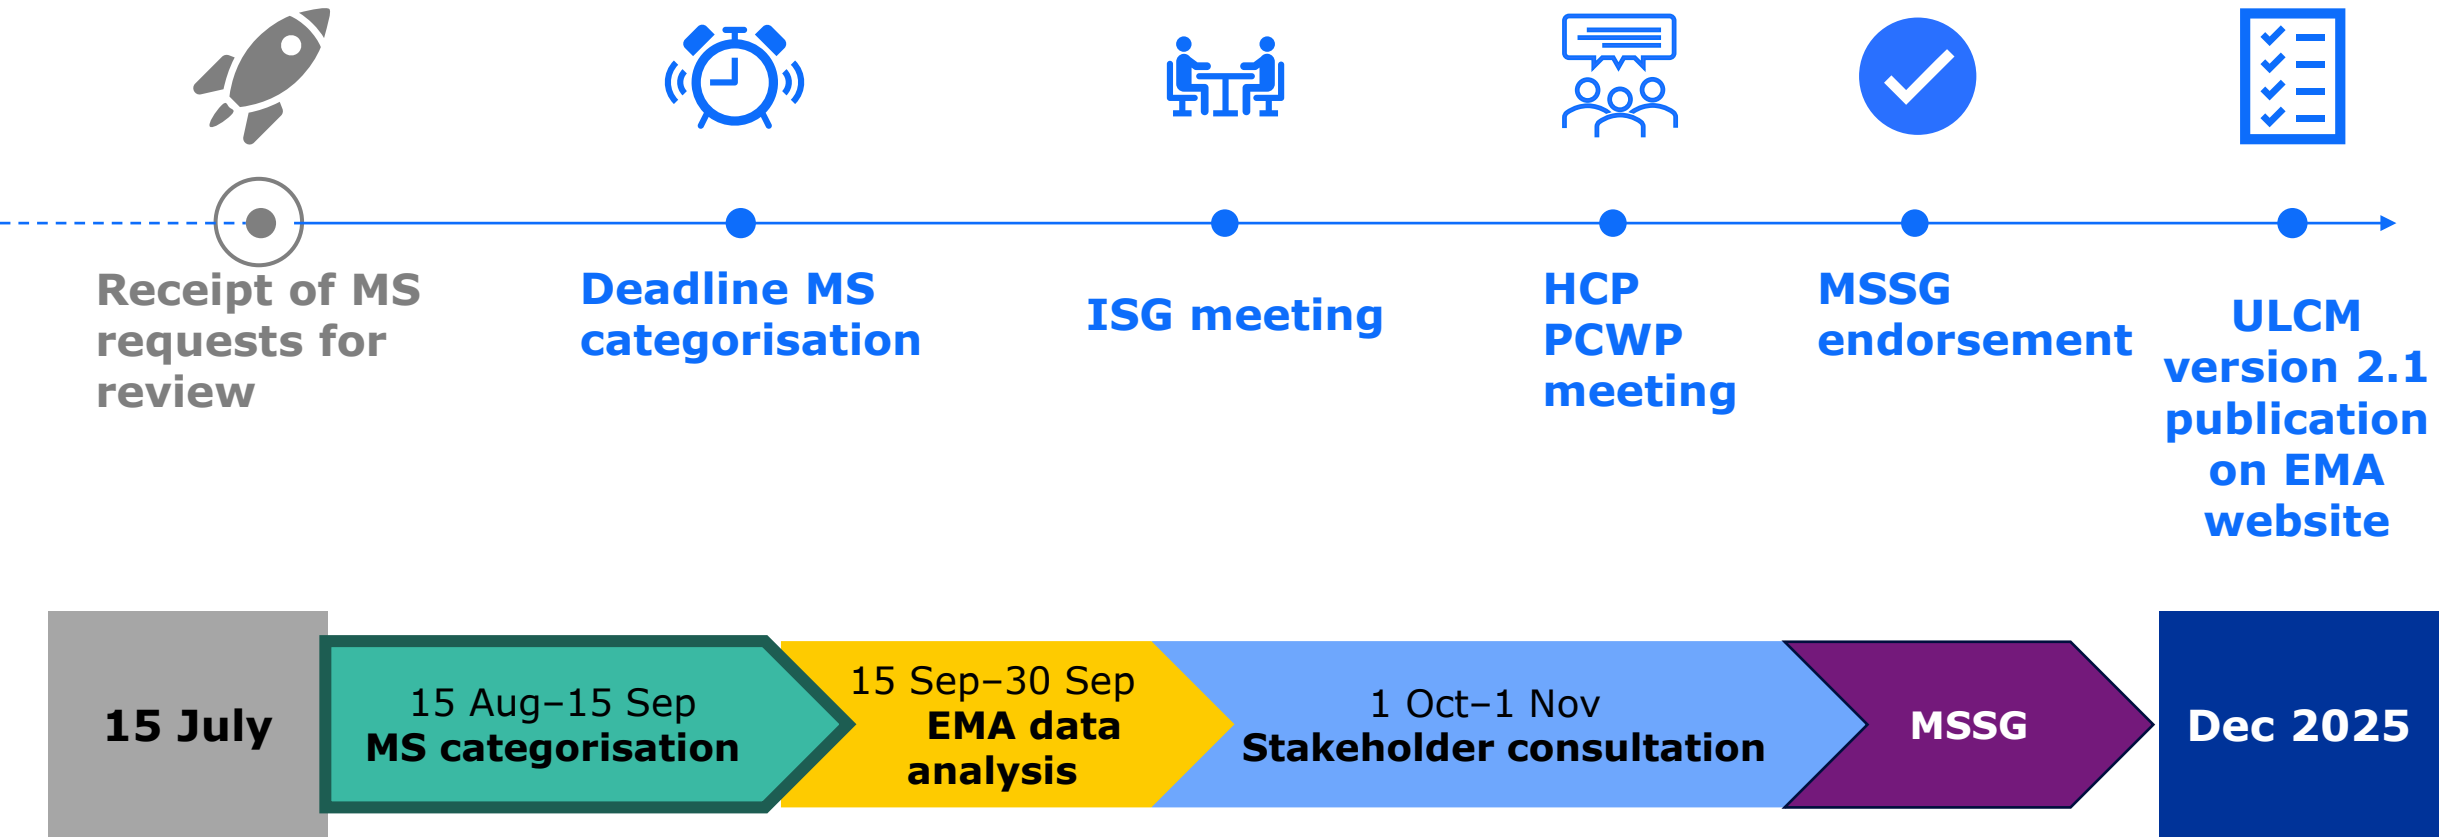 Receipt of MS
requests for
review
Deadline MS
categorisation
ISG meeting
HCP
PCWP
meeting
MSSG
endorsement
ULCM
version 2.1
publication
on EMA
website
15 July
15 Aug–15 Sep
MS categorisation
15 Sep–30 Sep
EMA data
analysis
1 Oct–1 Nov
Stakeholder consultation
MSSG
Dec 2025